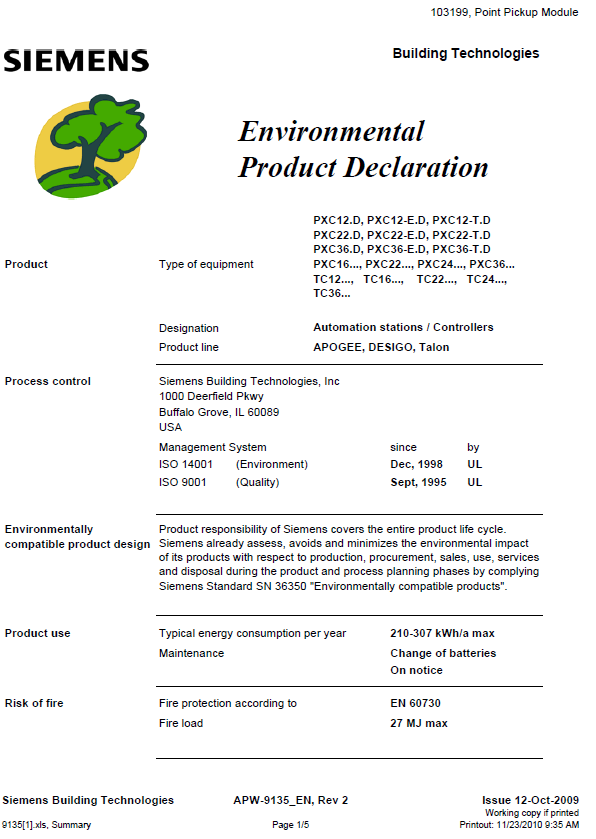 103199, Point Pickup Module
SIEMENS
Building Technologies
Environmental
Product Declaration
PXC12.D, PXC12-E.D, PXC12-T.D
PXC22.D, PXC22-E.D, PXC22-T.D
PXC36.D, PXC36-E.D, PXC36-T.D
Product Type of equipment PXC16..., PXC22..., PXC24..., PXC36...
TC12..., TC16..., TC22..., TC24...,
TC36...
Designation Automation stations / Controllers
Product line APOGEE, DESIGO, Talon
Process control Siemens Building Technologies, Inc
1000 Deerfield Pkwy
Buffalo Grove, IL 60089
USA
Management System since by
ISO 14001 (Environment) Dec, 1998 UL
ISO 9001 (Quality) Sept, 1995 UL
Environmentally Product responsibility of Siemens covers the entire product life cycle.
compatible product design Siemens already assess, avoids and minimizes the environmental impact
of its products with respect to production, procurement, sales, use, services
and disposal during the product and process planning phases by complying
Siemens Standard SN 36350 "Environmentally compatible products".
Product use Typical energy consumption per year 210-307 kWh/a max
Maintenance Change of batteries
On notice
Risk of fire Fire protection according to EN 60730
Fire load 27 MJ max
Siemens Building Technologies APW-9135_EN, Rev 2 Issue 12-Oct-2009
Working copy if printed
9135[1].xls, Summary Page 1/5 Printout: 11/23/2010 9:35 AM